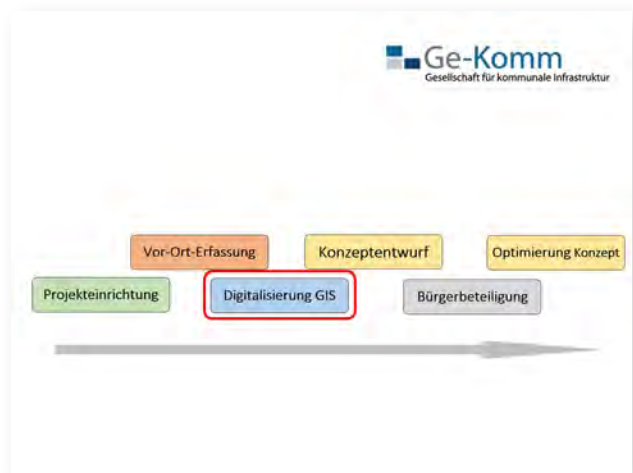 Ge-Komm
Gesellschaft für kommunale Infrastruktur
Vor-Ort-Erfassung
Konzeptentwurf
Optimierung Konzept
Projekteinrichtung
Digitalisierung GIS
Bürgerbeteiligung